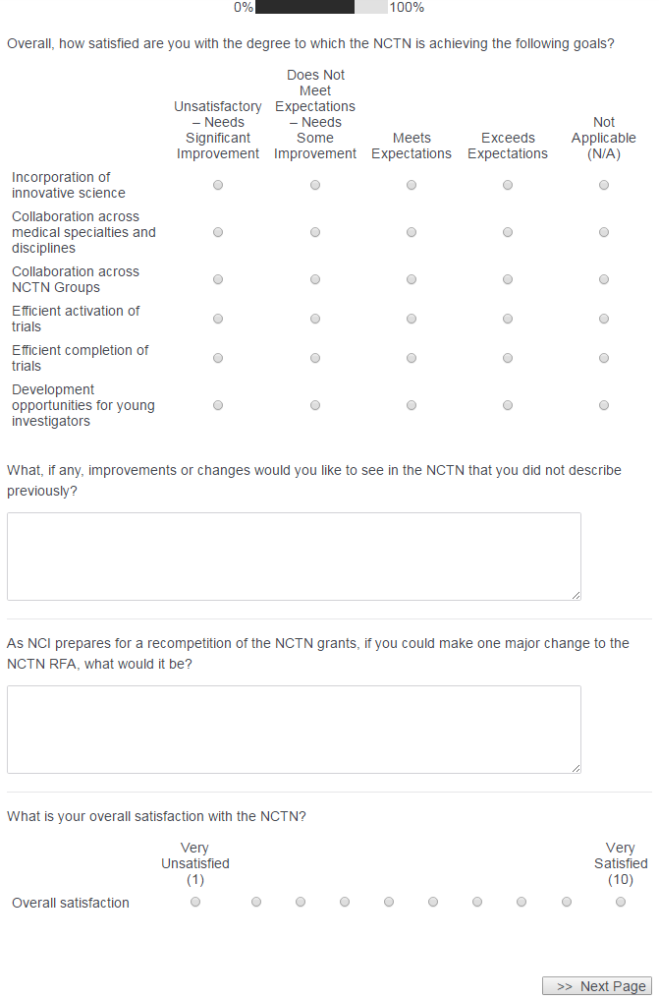 0% 100%
Overall, how satisfied are you with the degree to which the NCTN is achieving the following goals?
Unsatisfactory – Needs Significant Improvement
Does Not Meet Expectations – Needs Some Improvement
Meets Expectations
Exceeds Expectations
Not Applicable (N/A)
Incorporation of
innovative science
Collaboration across
medical specialties and
disciplines
Collaboration across
NCTN Groups
Efficient activation of
trials
Efficient completion of
trials
Development
opportunities for young
investigators
What, if any, improvements or changes would you like to see in the NCTN that you did not describe
previously?
As NCI prepares for a recompetition of the NCTN grants, if you could make one major change to the
NCTN RFA, what would it be?
What is your overall satisfaction with the NCTN?
Very Unsatisfied (1)
Very Satisfied (10)
Overall satisfaction
>> Next Page